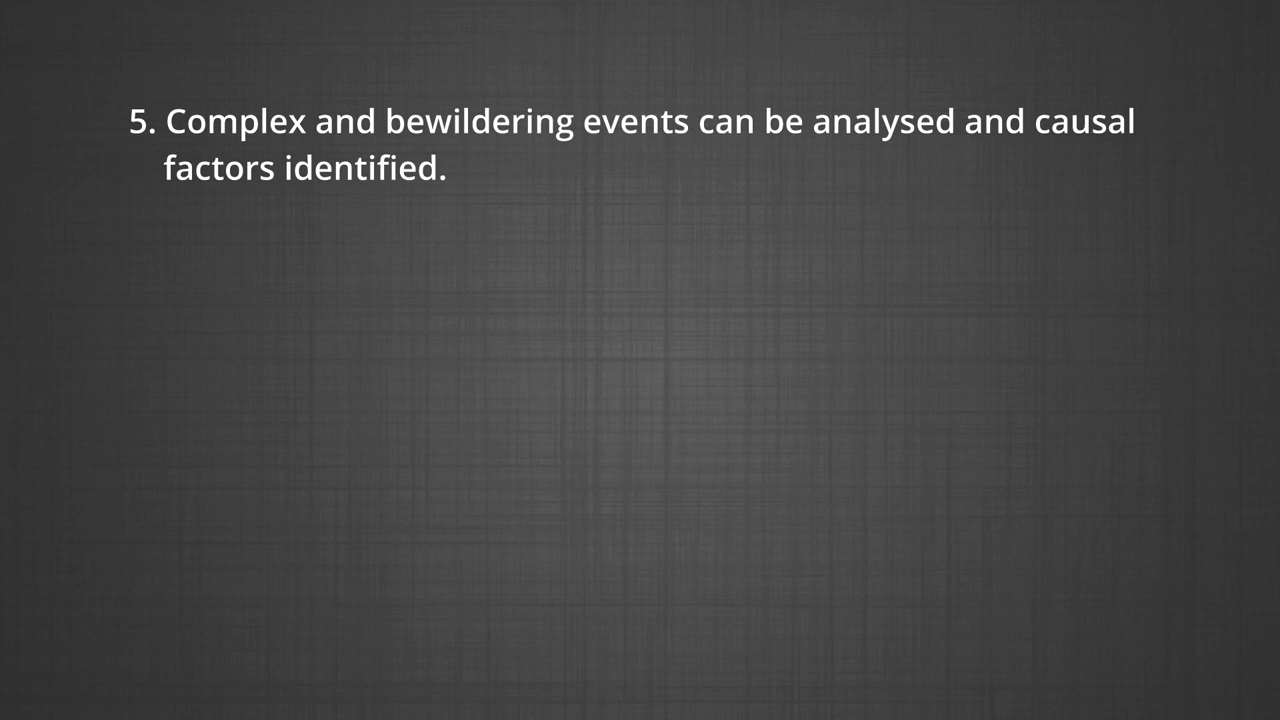 5. Complex and bewildering events can be analysed and causal
factors identified.